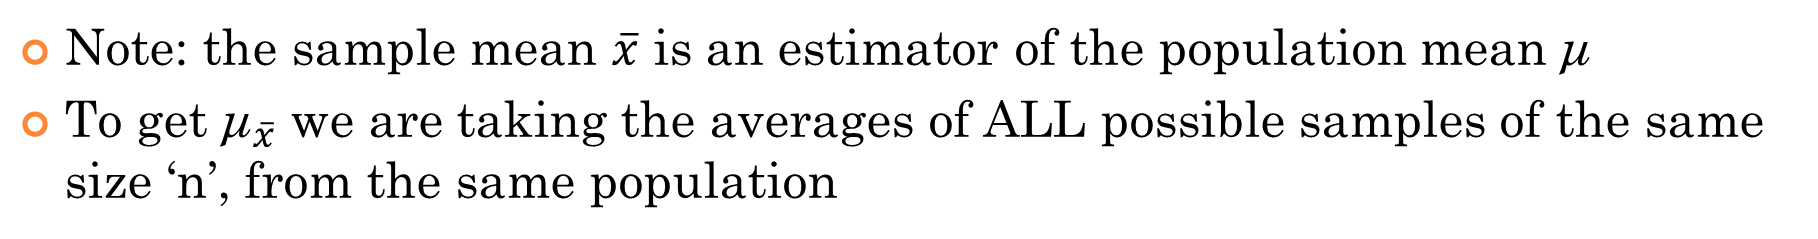 Note: the sample mean x̄ is an estimator of the population mean μ
To get μx̄ we are taking the averages of ALL possible samples of the same
size ‘n’, from the same population